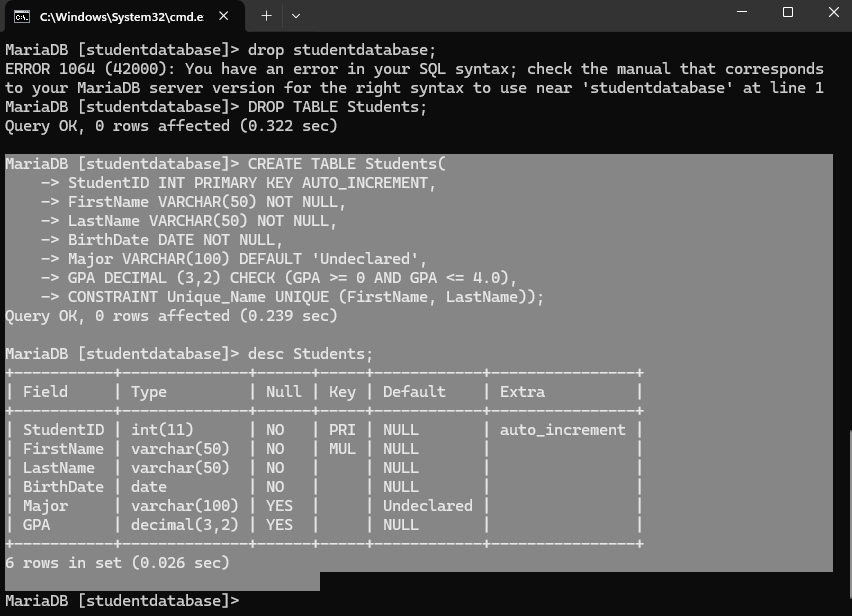 C:\Windows\System32\cmd.e
MariaDB [studentdatabase]> drop studentdatabase;
ERROR 1064 (42000): You have an error in your SQL syntax; check the manual that corresponds
to your MariaDB server version for the right syntax to use near 'studentdatabase' at line 1
MariaDB [studentdatabase]> DROP TABLE Students;
Query OK, 0 rows affected (0.322 sec)
MariaDB [studentdatabase]> CREATE TABLE Students(
    -> StudentID INT PRIMARY KEY AUTO_INCREMENT,
    -> FirstName VARCHAR(50) NOT NULL,
    -> LastName VARCHAR(50) NOT NULL,
    -> BirthDate DATE NOT NULL,
    -> Major VARCHAR(100) DEFAULT 'Undeclared',
    -> GPA DECIMAL (3,2) CHECK (GPA >= 0 AND GPA <= 4.0),
    -> CONSTRAINT Unique_Name UNIQUE (FirstName, LastName));
Query OK, 0 rows affected (0.239 sec)
MariaDB [studentdatabase]> desc Students;
+-----------+--------------+------+-----+------------+----------------+
| Field     | Type         | Null | Key | Default    | Extra          |
+-----------+--------------+------+-----+------------+----------------+
| StudentID | int(11)      | NO   | PRI | NULL       | auto_increment |
| FirstName | varchar(50)  | NO   | MUL | NULL       |                |
| LastName  | varchar(50)  | NO   |     | NULL       |                |
| BirthDate | date         | NO   |     | NULL       |                |
| Major     | varchar(100) | YES  |     | Undeclared |                |
| GPA       | decimal(3,2) | YES  |     | NULL       |                |
+-----------+--------------+------+-----+------------+----------------+
6 rows in set (0.026 sec)
MariaDB [studentdatabase]>